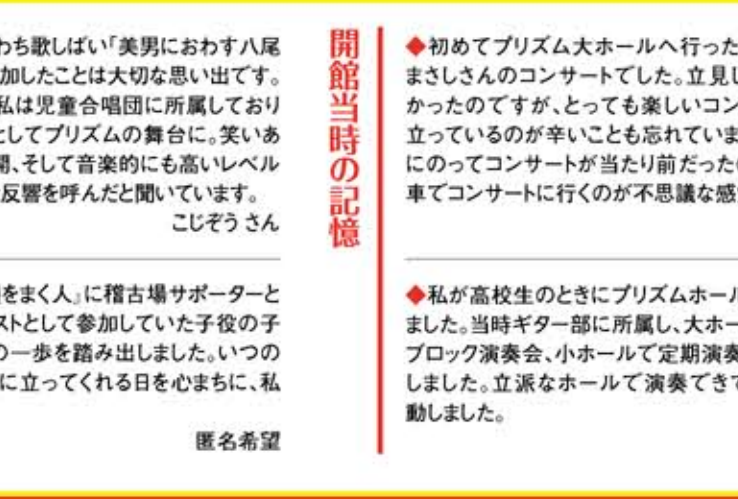 わち歌しばい「美男におわす八尾
加したことは大切な思い出です。
私は児童合唱団に所属しており
としてプリズムの舞台に。笑いあ
開、そして音楽的にも高いレベル
反響を呼んだと聞いています。
こじぞう さん
をまく人』に稽古場サポーターと
ストとして参加していた子役の子
の一歩を踏み出しました。いつの
に立ってくれる日を心まちに、私
匿名希望
開館当時の記憶
◆初めてプリズム大ホールへ行った
まさしさんのコンサートでした。立見し
かったのですが、とっても楽しいコン
立っているのが辛いことも忘れていま
にのってコンサートが当たり前だった
車でコンサートに行くのが不思議な感
◆私が高校生のときにプリズムホール
ました。当時ギター部に所属し、大ホー
ブロック演奏会、小ホールで定期演奏
しました。立派なホールで演奏できて
動しました。